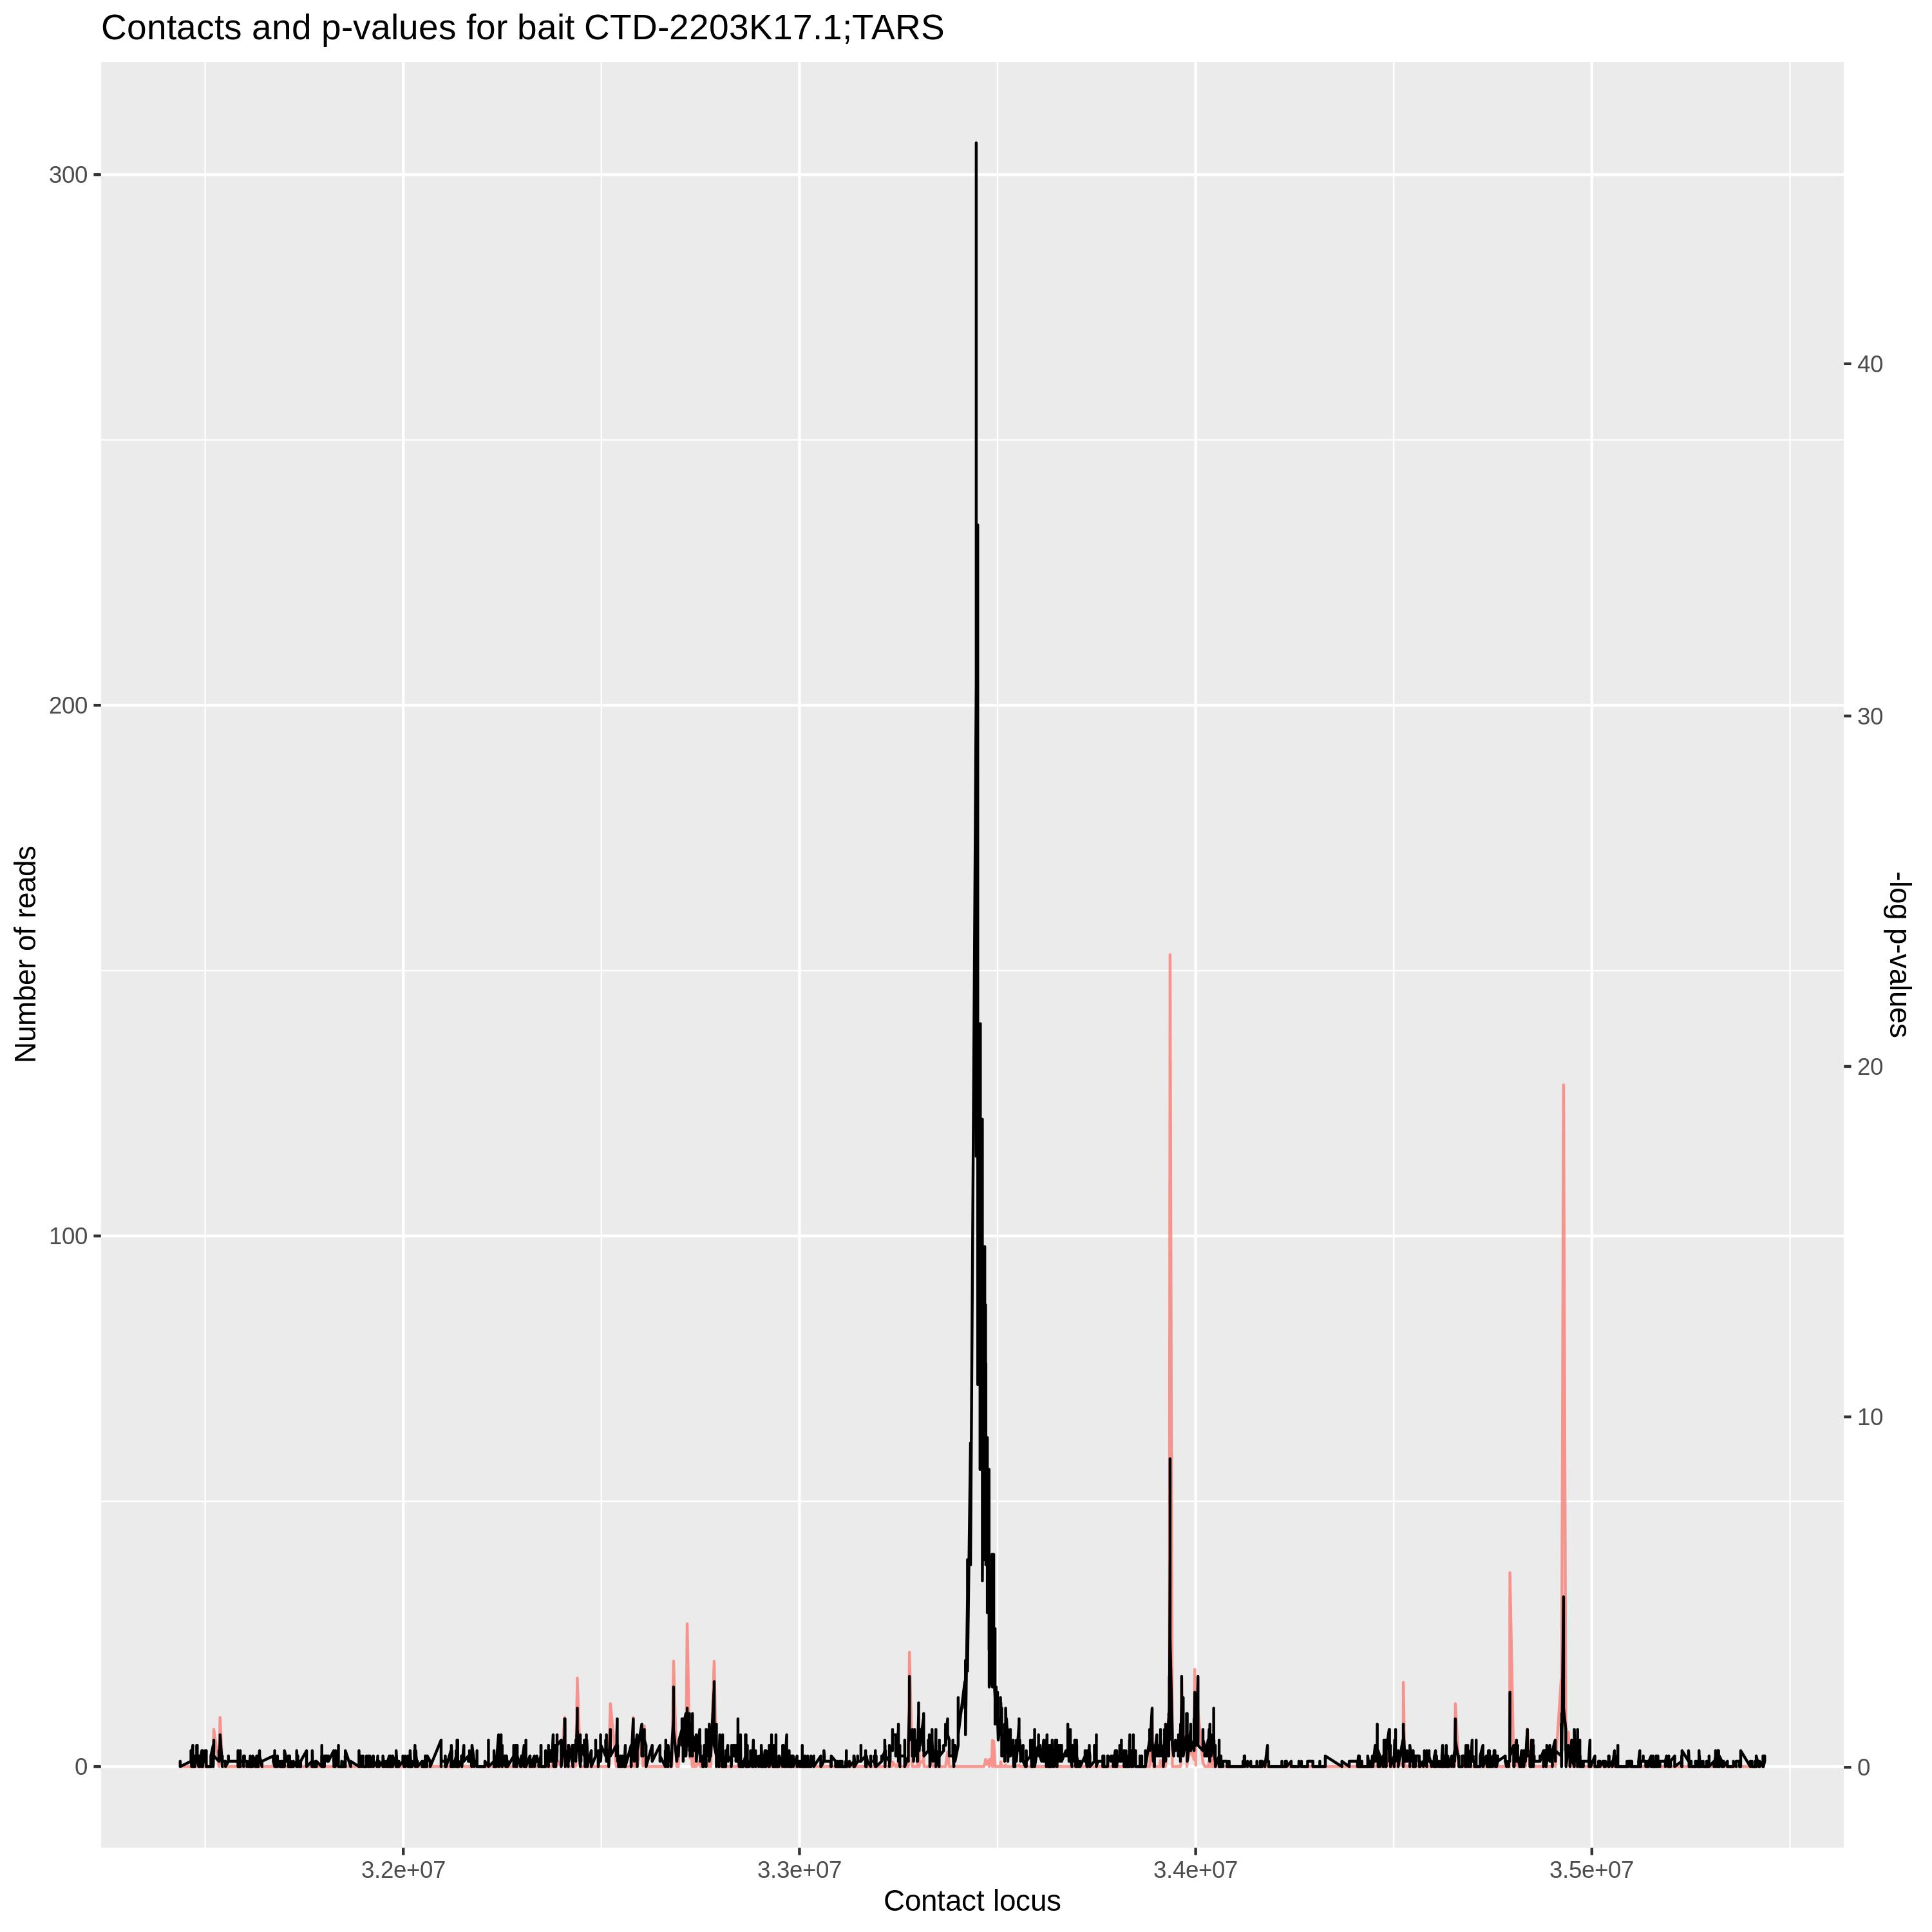 Contacts and p-values for bait CTD-2203K17.1;TARS
300
200
100
0
Number of reads
40
30
20
10
0
-log p-values
3.2e+07
3.3e+07
3.4e+07
3.5e+07
Contact locus